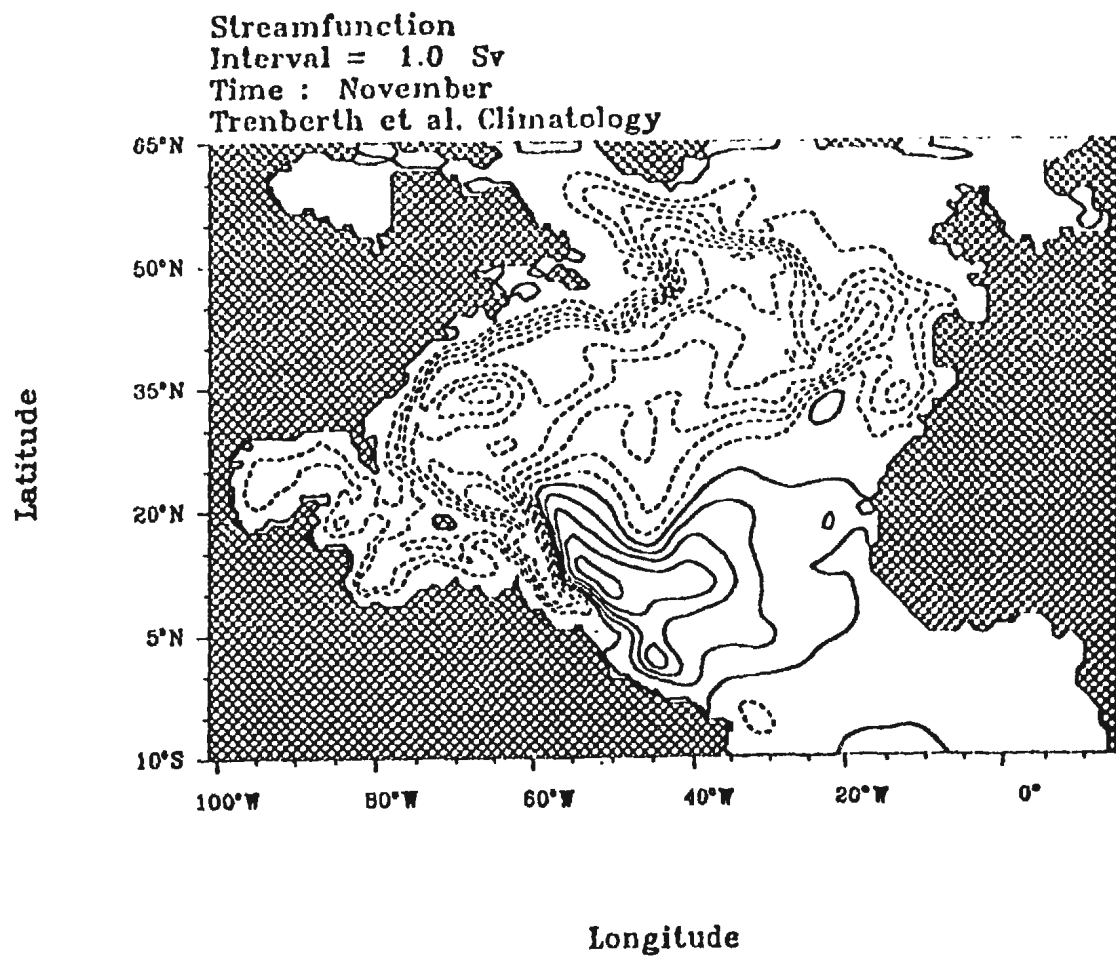 Streamfunction
Interval = 1.0 Sv
Time : November
Trenberth et al. Climatology
65°N
50°N
35°N
20°N
5°N
10°S
100°W
80°W
60°W
40°W
20°W
0°
Latitude
Longitude